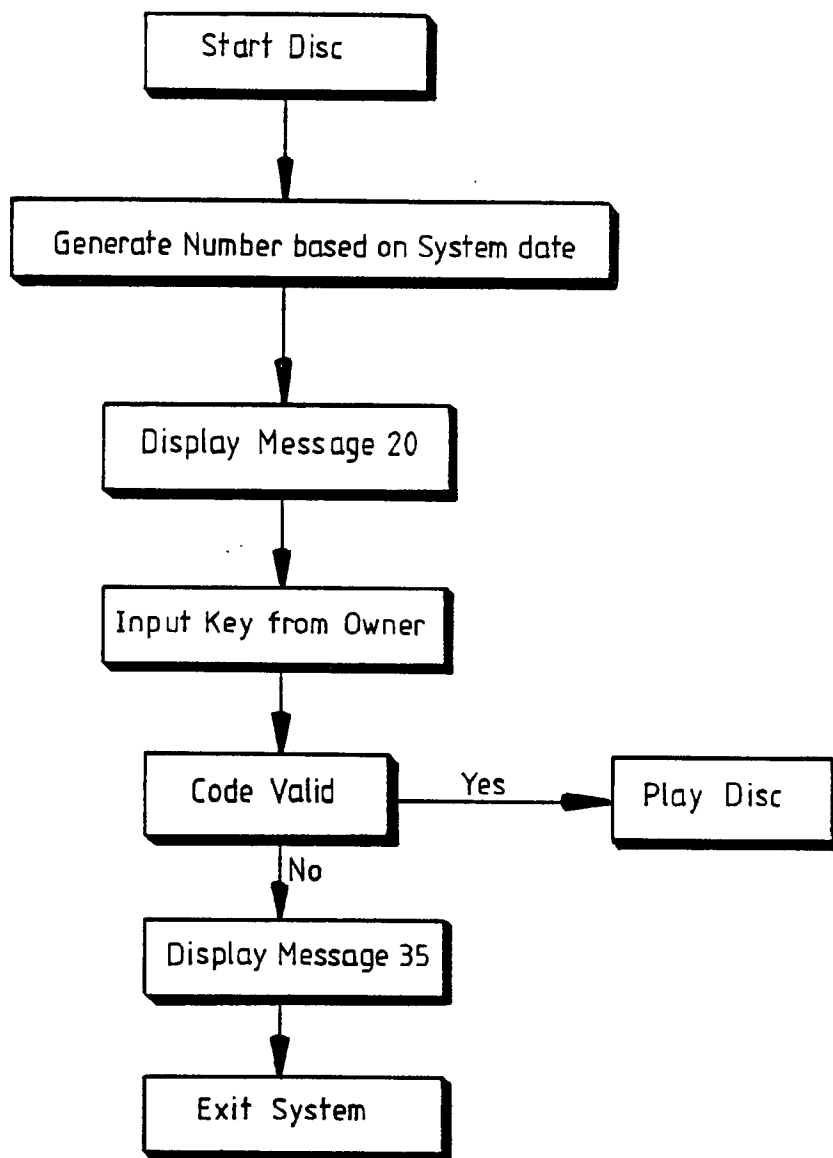 Start Disc
Generate Number based on System date
Display Message 20
Input Key from Owner
Code Valid
Yes
Play Disc
No
Display Message 35
Exit System